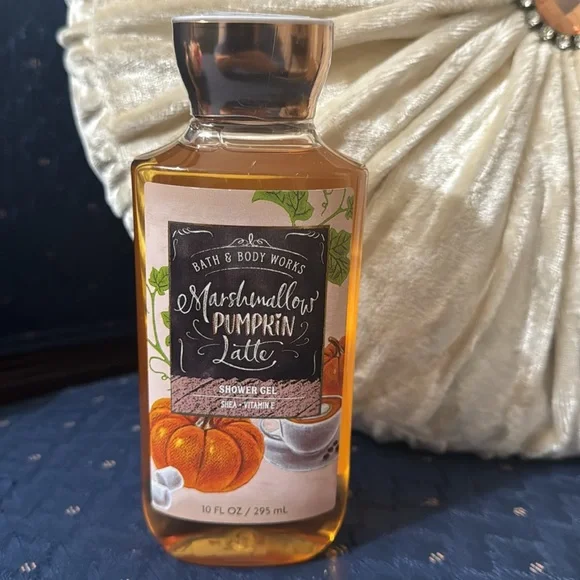 BATH & BODY WORKS
Marshmallow
PUMPKiN
Latte
SHOWER GEL
SHEA • VITAMIN E
10 FL OZ / 295 mL